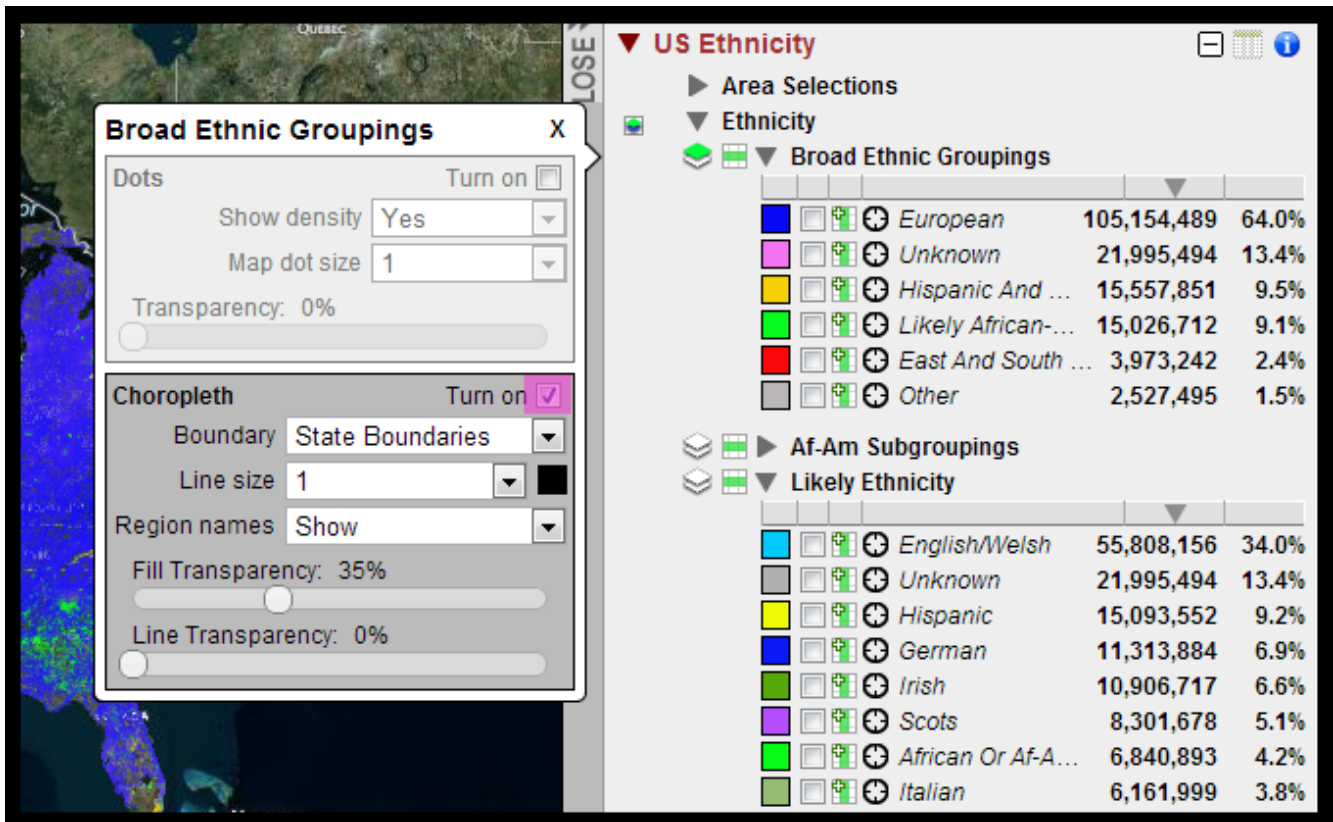 QUEBEC
LOSE
Broad Ethnic Groupings X
Dots Turn on
Show density Yes
Map dot size 1
Transparency: 0%
Choropleth Turn on
Boundary State Boundaries
Line size 1
Region names Show
Fill Transparency: 35%
Line Transparency: 0%
US Ethnicity
Area Selections
Ethnicity
Broad Ethnic Groupings
European 105,154,489 64.0%
Unknown 21,995,494 13.4%
Hispanic And ... 15,557,851 9.5%
Likely African-... 15,026,712 9.1%
East And South ... 3,973,242 2.4%
Other 2,527,495 1.5%
Af-Am Subgroupings
Likely Ethnicity
English/Welsh 55,808,156 34.0%
Unknown 21,995,494 13.4%
Hispanic 15,093,552 9.2%
German 11,313,884 6.9%
Irish 10,906,717 6.6%
Scots 8,301,678 5.1%
African Or Af-A... 6,840,893 4.2%
Italian 6,161,999 3.8%